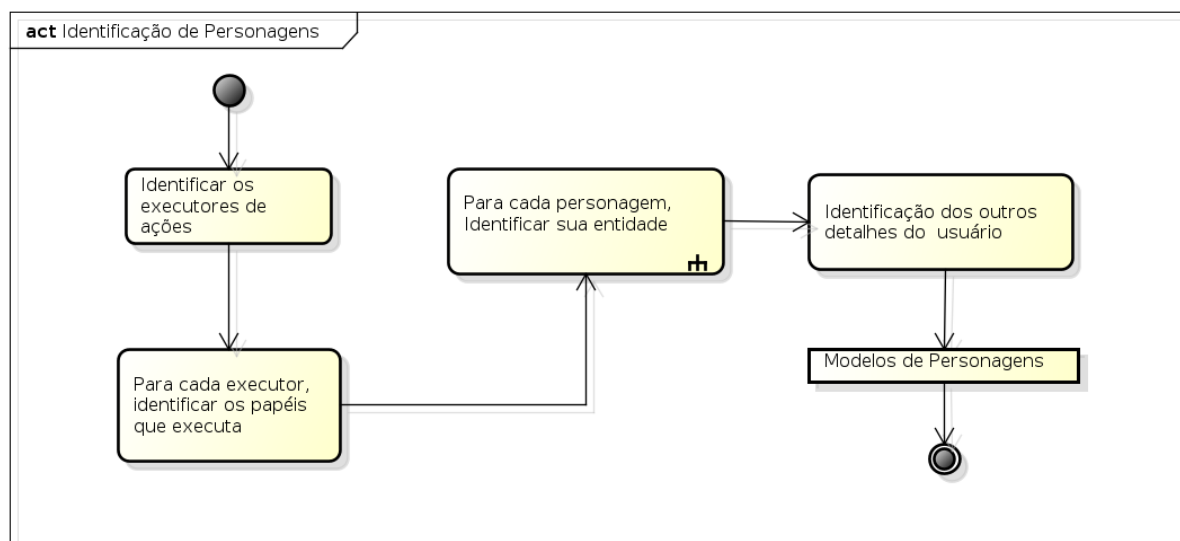 act Identificação de Personagens
Identificar os
executores de
ações
Para cada executor,
identificar os papéis
que executa
Para cada personagem,
Identificar sua entidade
Identificação dos outros
detalhes do  usuário
Modelos de Personagens